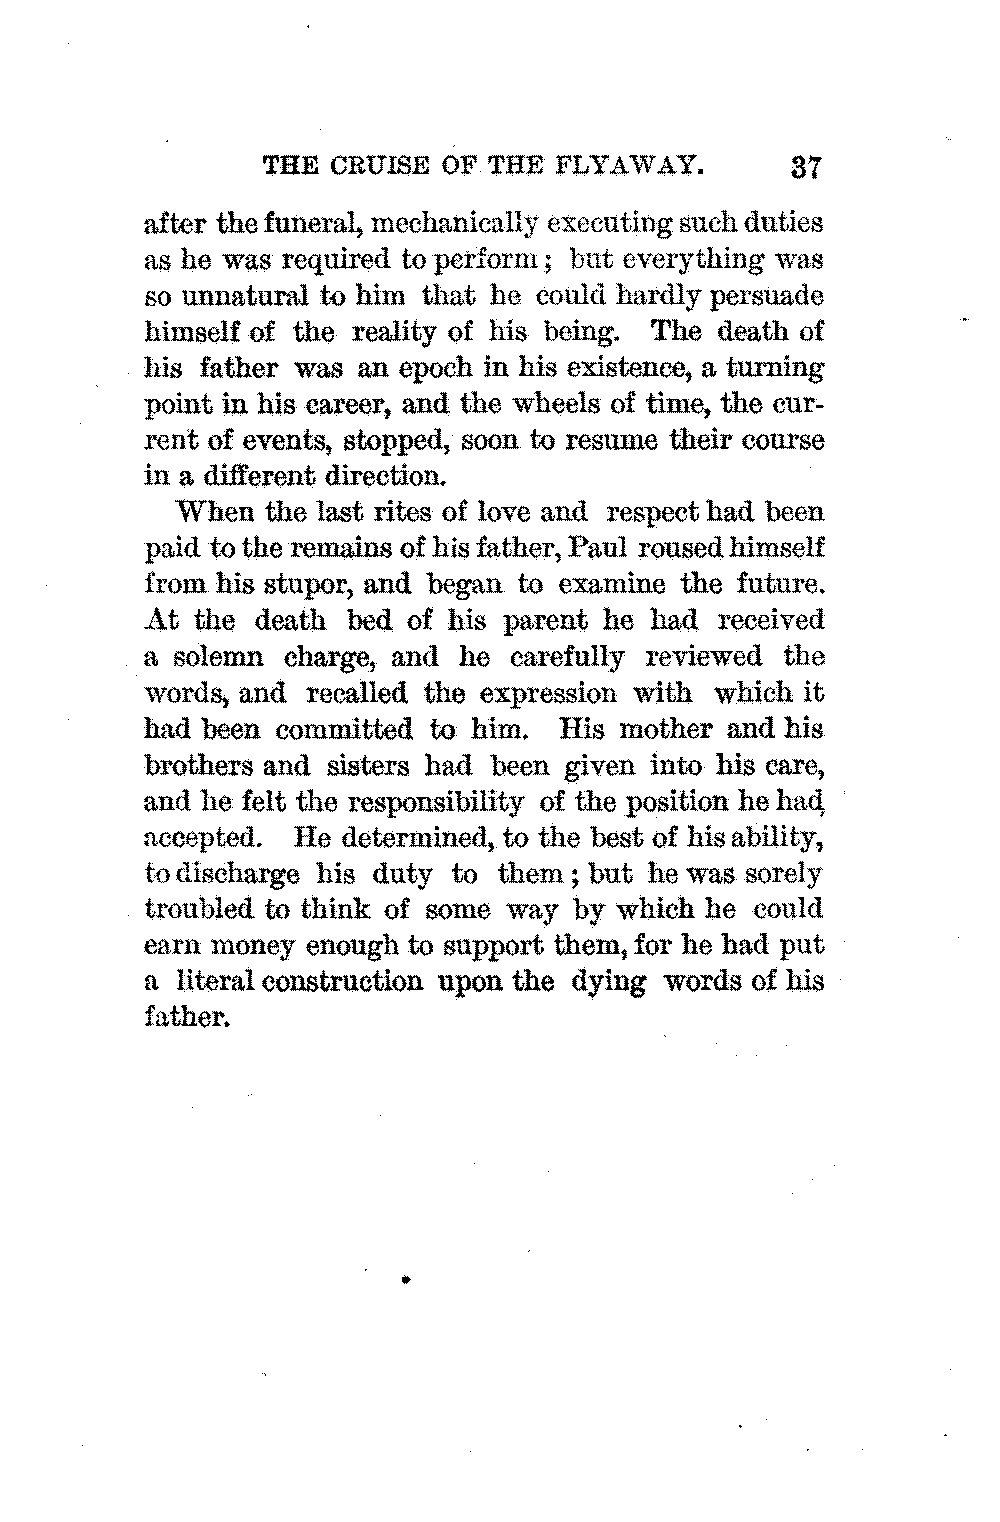 THE CRUISE OF THE FLYAWAY. 37
after the funeral, mechanically executing such duties
as he was required to perform; but everything was
so unnatural to him that he could hardly persuade
himself of the reality of his being. The death of
his father was an epoch in his existence, a turning
point in his career, and the wheels of time, the cur-
rent of events, stopped, soon to resume their course
in a different direction.
When the last rites of love and respect had been
paid to the remains of his father, Paul roused himself
from his stupor, and began to examine the future.
At the death bed of his parent he had received
a solemn charge, and he carefully reviewed the
words, and recalled the expression with which it
had been committed to him. His mother and his
brothers and sisters had been given into his care,
and he felt the responsibility of the position he had
accepted. He determined, to the best of his ability,
to discharge his duty to them; but he was sorely
troubled to think of some way by which he could
earn money enough to support them, for he had put
a literal construction upon the dying words of his
father.